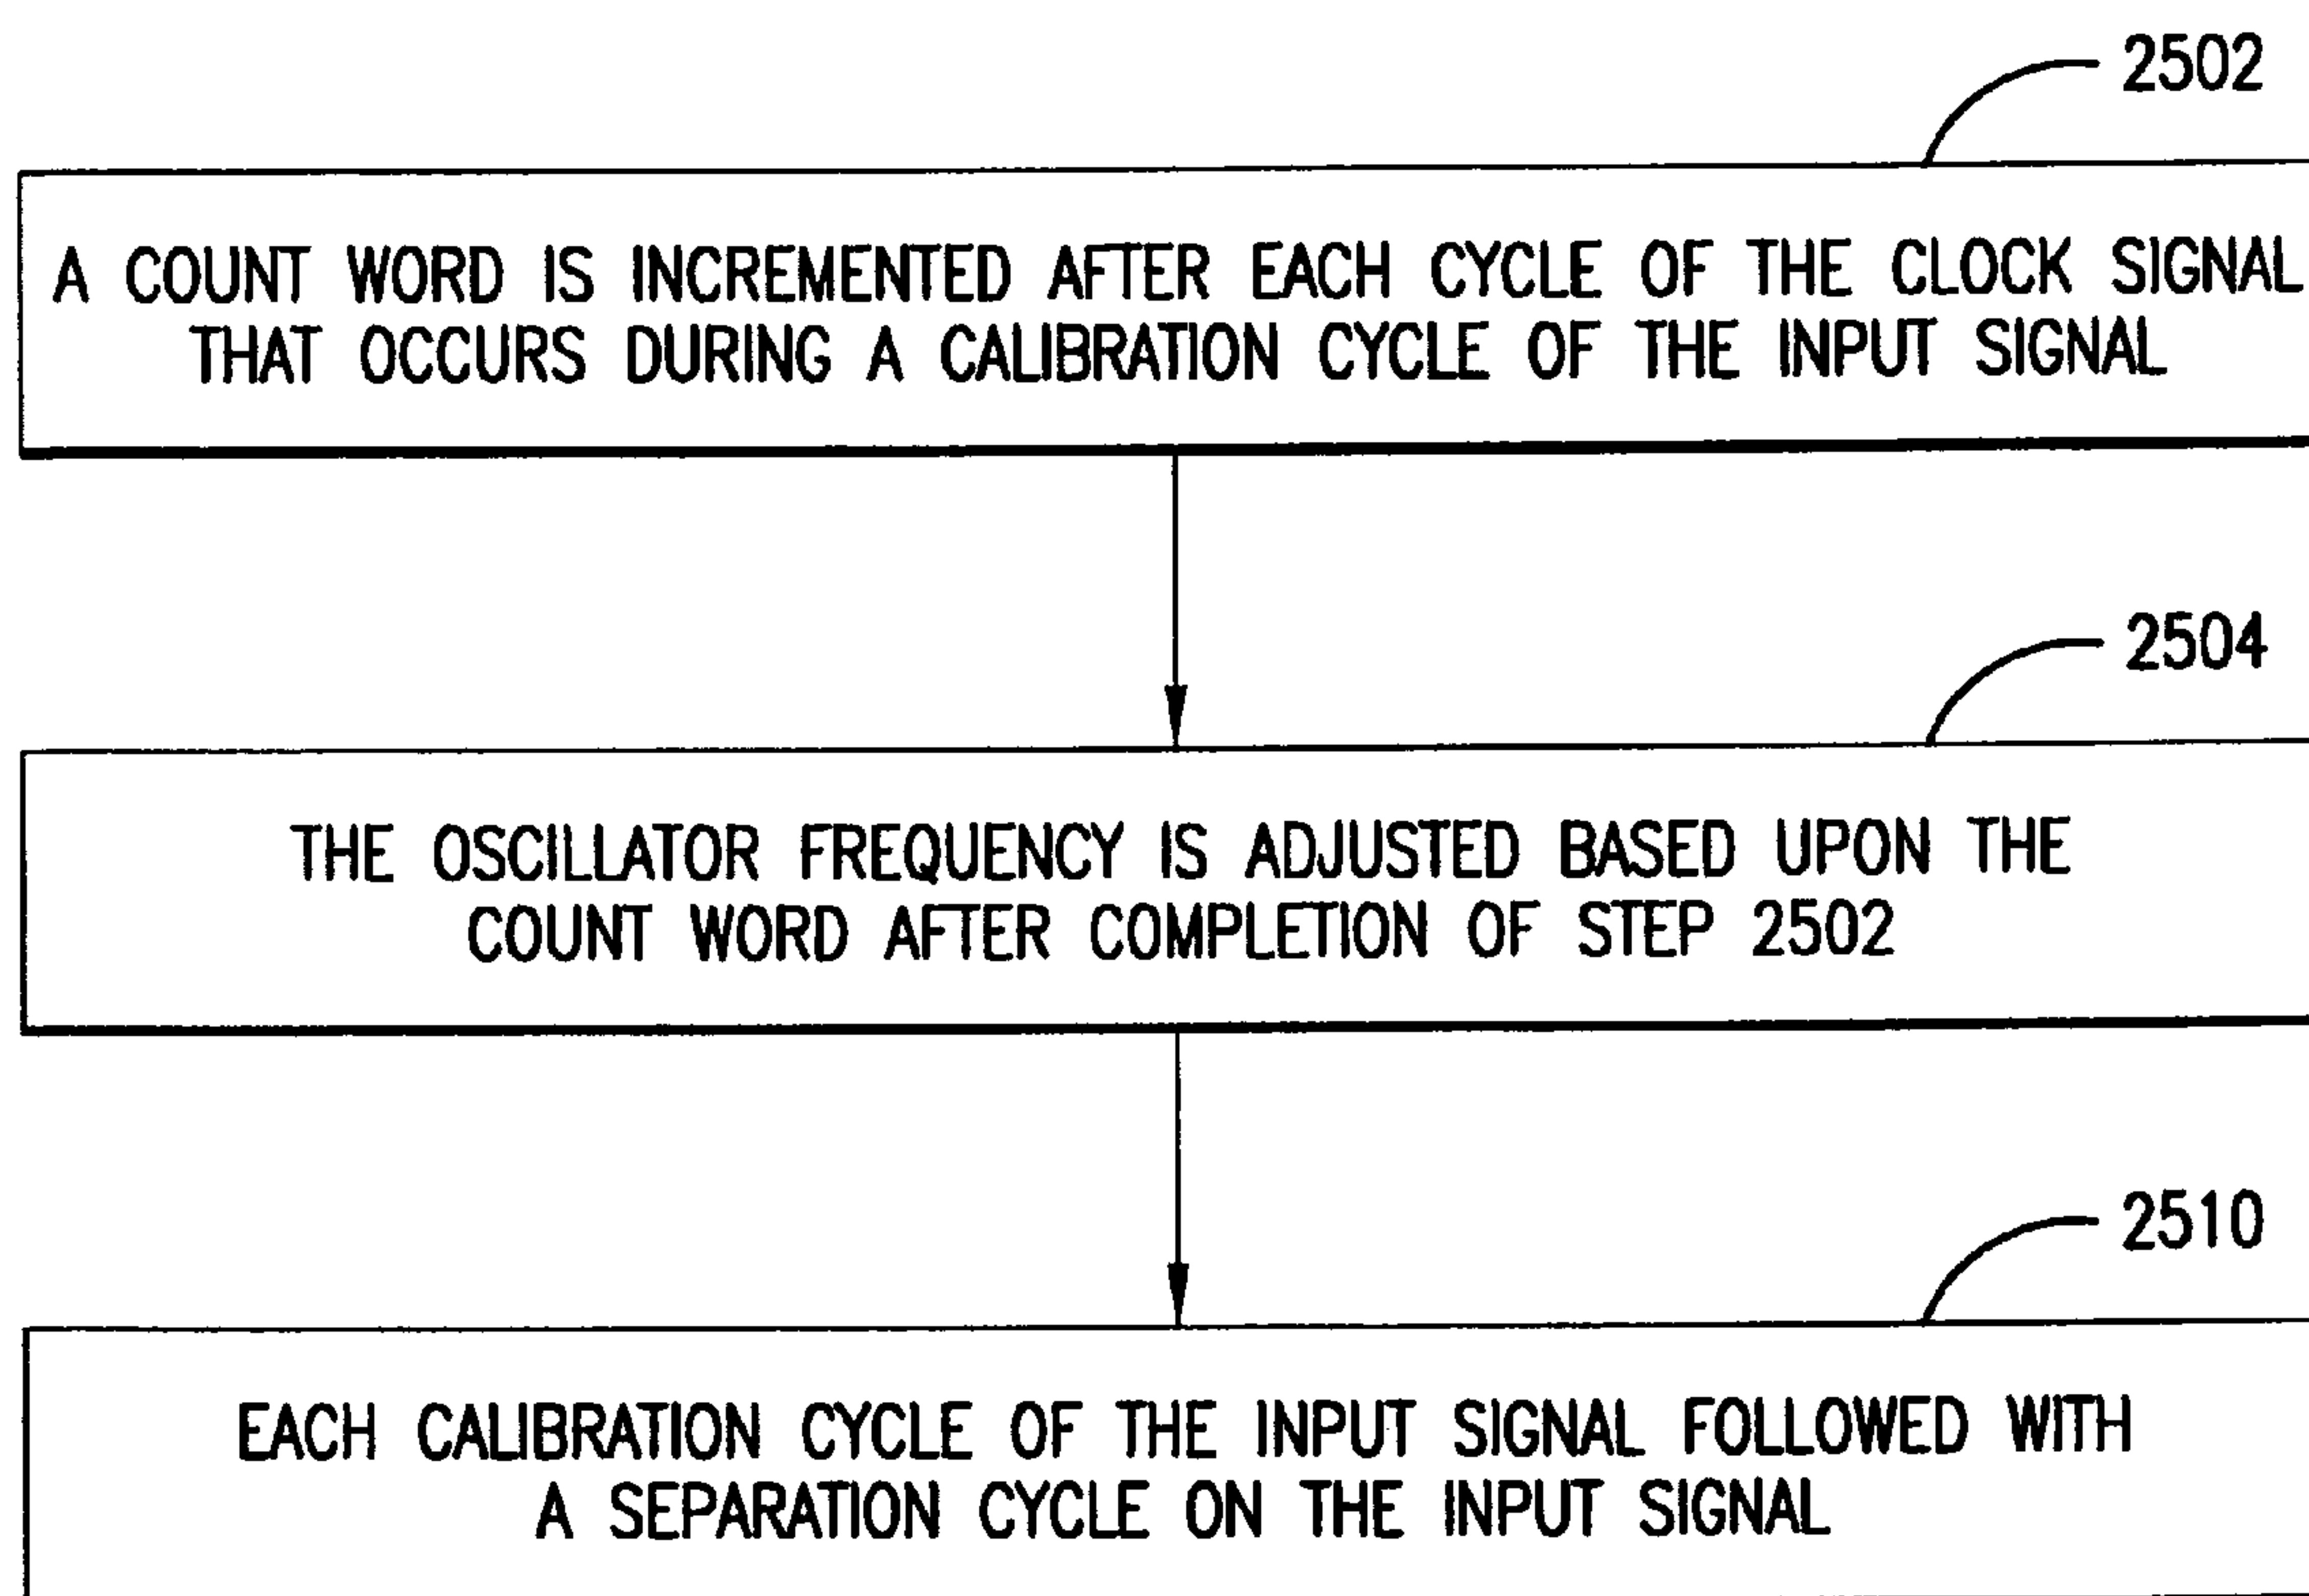 2502
A COUNT WORD IS INCREMENTED AFTER EACH CYCLE OF THE CLOCK SIGNAL
THAT OCCURS DURING A CALIBRATION CYCLE OF THE INPUT SIGNAL
2504
THE OSCILLATOR FREQUENCY IS ADJUSTED BASED UPON THE
COUNT WORD AFTER COMPLETION OF STEP 2502
2510
EACH CALIBRATION CYCLE OF THE INPUT SIGNAL FOLLOWED WITH
A SEPARATION CYCLE ON THE INPUT SIGNAL